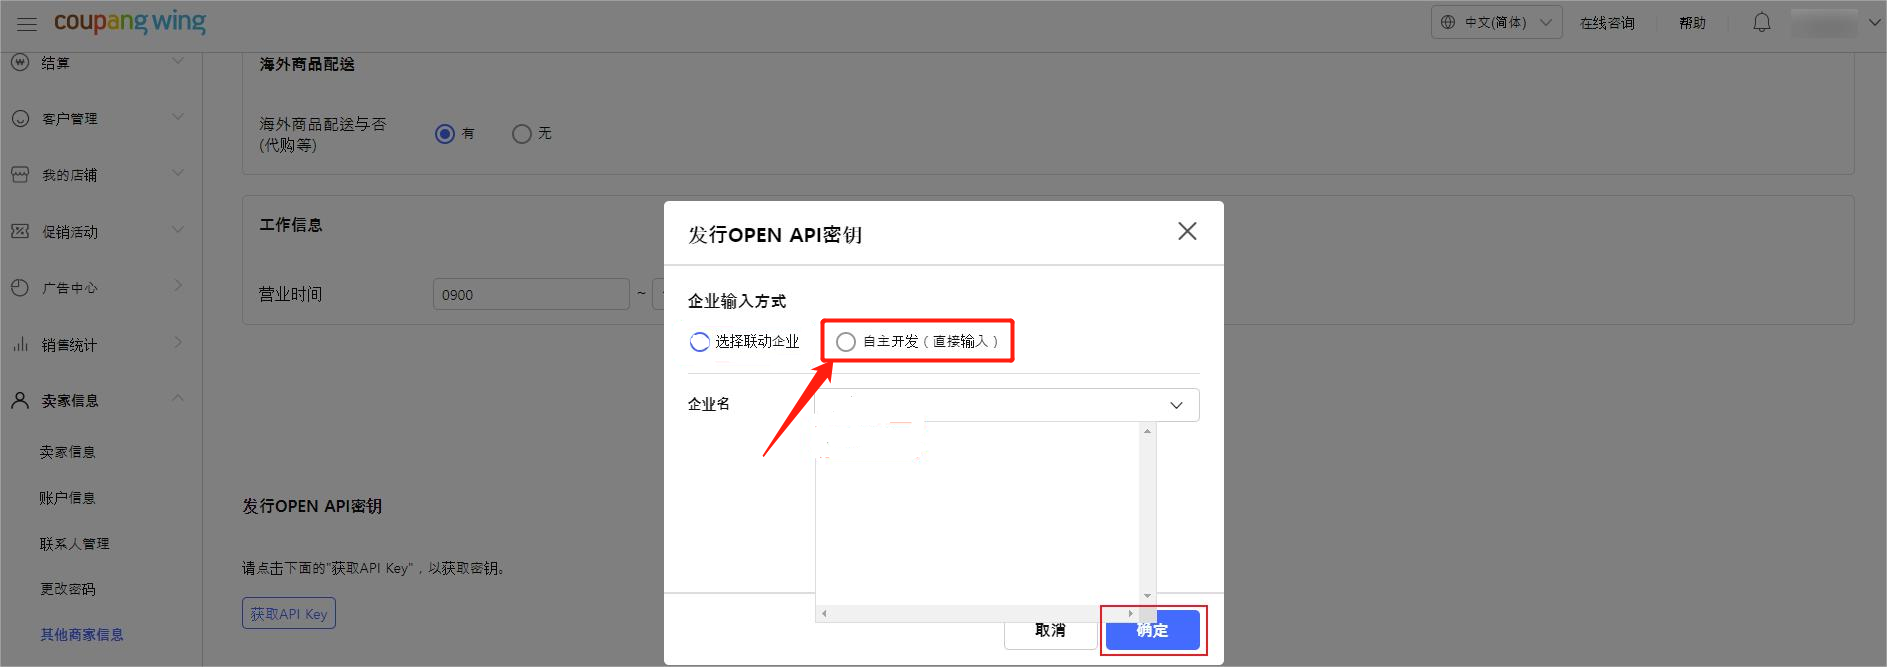 coupang wing
中文(简体)
在线咨询
帮助
结算
客户管理
我的店铺
促销活动
广告中心
销售统计
卖家信息
卖家信息
账户信息
联系人管理
更改密码
其他商家信息
海外商品配送
海外商品配送与否
(代购等)
有
无
工作信息
营业时间
0900
~
发行OPEN API密钥
请点击下面的"获取API Key"，以获取密钥。
获取API Key
发行OPEN API密钥
企业输入方式
选择联动企业
自主开发（直接输入）
企业名
取消
确定